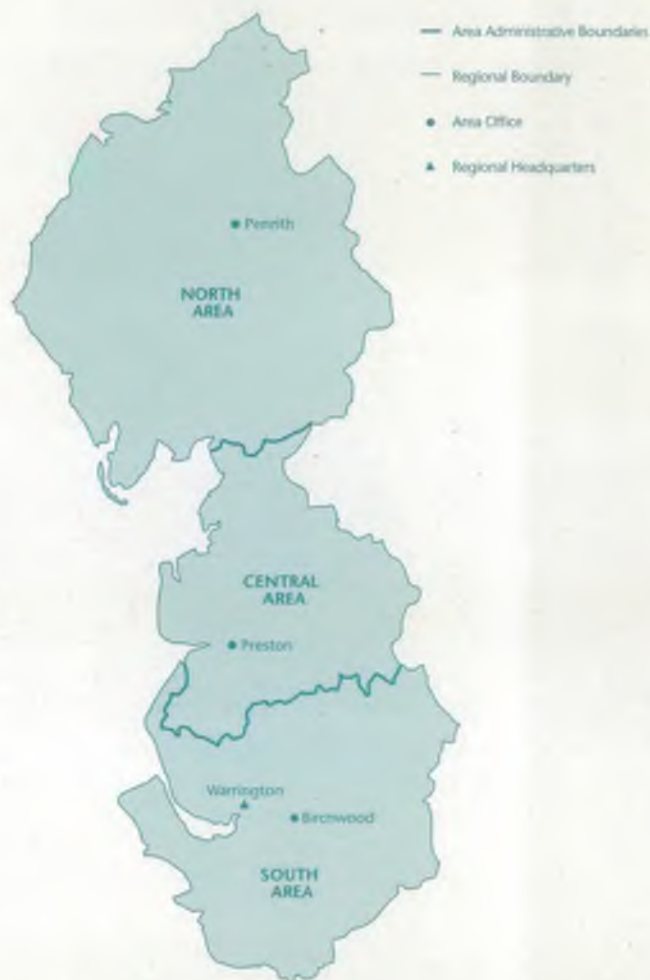 Area Administrative Boundaries
Regional Boundary
Area Office
Regional Headquarters
Penrith
NORTH
AREA
CENTRAL
AREA
Preston
Warrington
Birchwood
SOUTH
AREA